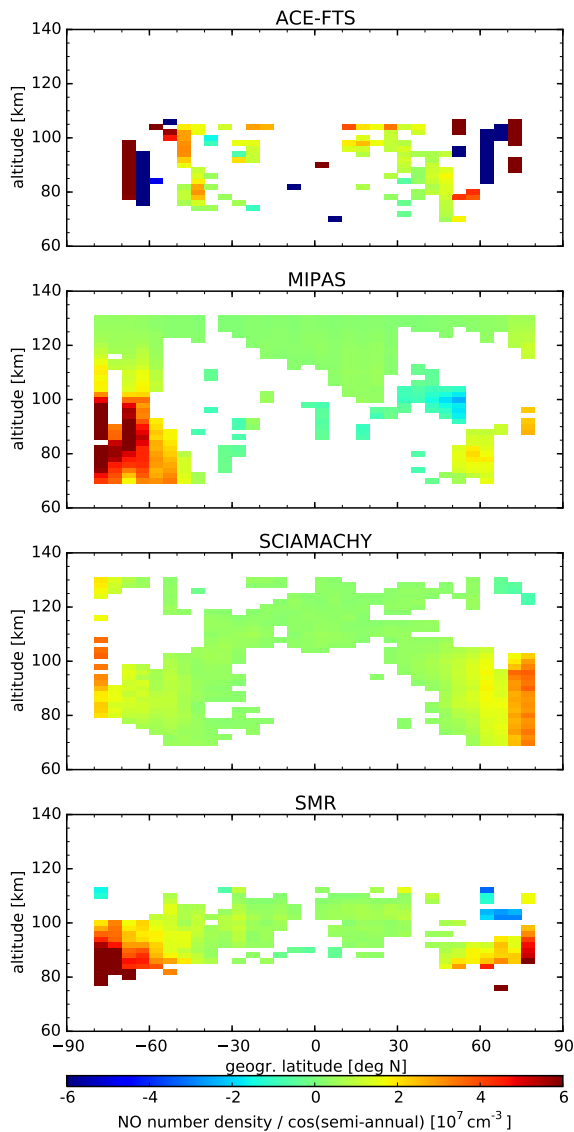 ACE-FTS
140
120
100
80
60
altitude [km]
MIPAS
140
120
100
80
60
altitude [km]
SCIAMACHY
140
120
100
80
60
altitude [km]
SMR
140
120
100
80
60
altitude [km]
−90 −60 −30 0 30 60 90
geogr. latitude [deg N]
-6 -4 -2 0 2 4 6
NO number density / cos(semi-annual) [10⁷ cm⁻³]